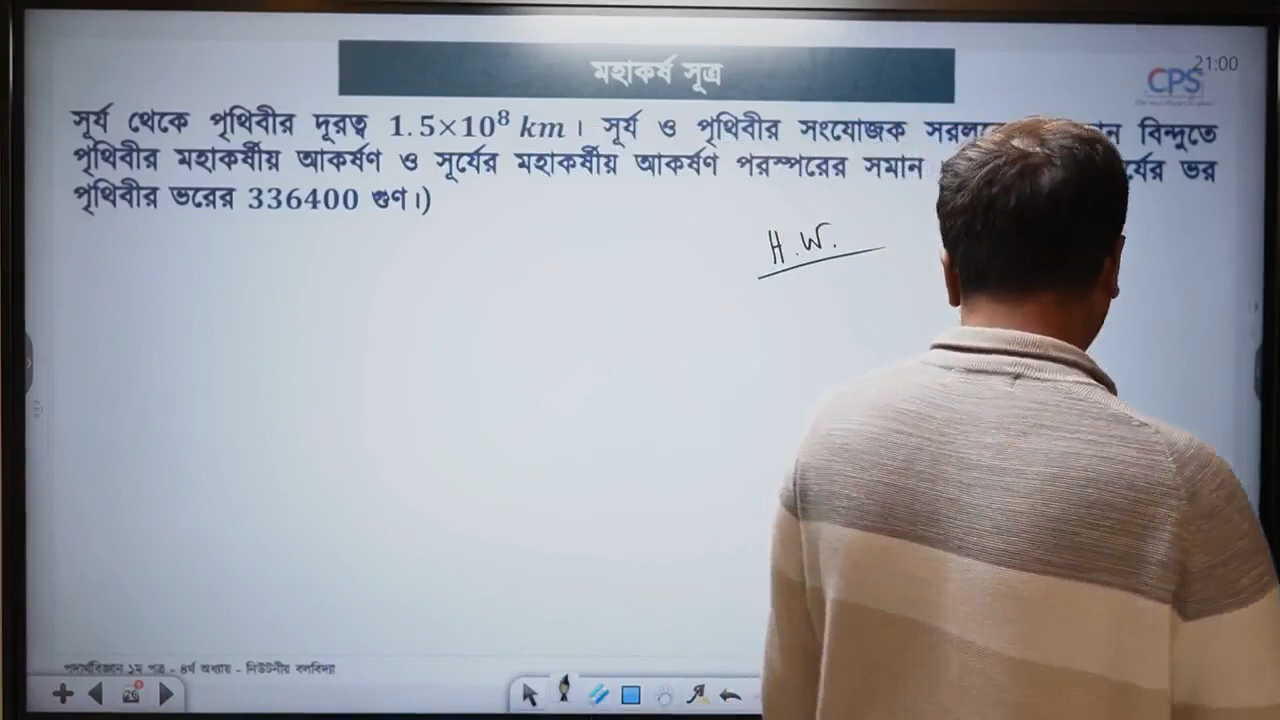 মহাকর্ষ সূত্র
CPS
21:00
সূর্য থেকে পৃথিবীর দূরত্ব 1.5×10⁸ km। সূর্য ও পৃথিবীর সংযোজক বিন্দুতে
পৃথিবীর মহাকর্ষীয় আকর্ষণ ও সূর্যের মহাকর্ষীয় আকর্ষণ পরস্পরের সমান ভর
পৃথিবীর ভরের 336400 গুণ।)
H.W.
পদার্থবিজ্ঞান ১ম পত্র - ৪র্থ অধ্যায় - নিউটনীয় বলবিদ্যা
26